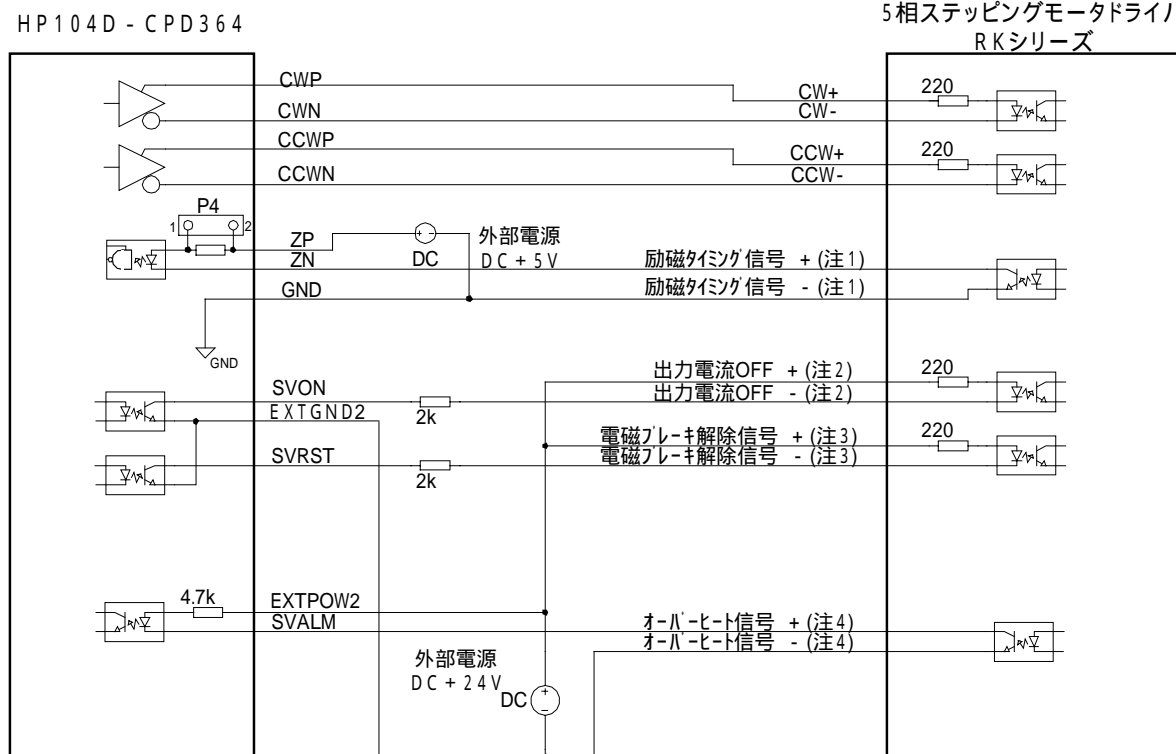 HP104D-CPD364
5相ステッピングモータドライ
RKシリーズ
CWP
CWN
CW+
CW-
220
CCWP
CCWN
CCW+
CCW-
220
P4
1
2
ZP
ZN
DC
外部電源
DC+5V
励磁タイミング信号 +(注1)
GND
励磁タイミング信号 -(注1)
GND
SVON
EXTGND2
2k
出力電流OFF +(注2)
出力電流OFF -(注2)
220
SVRST
2k
電磁ブレーキ解除信号 +(注3)
電磁ブレーキ解除信号 -(注3)
220
4.7k
EXTPOW2
SVALM
オーバーヒート信号 +(注4)
オーバーヒート信号 -(注4)
外部電源
DC+24V
DC